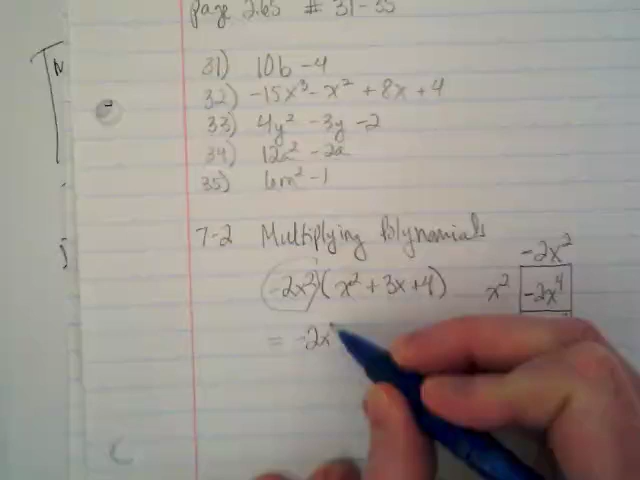 page 265 # 31-35
31) 10b -4
32) -15x³ - x² + 8x + 4
33) 4y² - 3y - 2
34) 12a² - 2a
35) 6m² - 1
7-2 Multiplying Polynomials
-2x²
-2x²(x² + 3x + 4) x² -2x⁴
= -2x